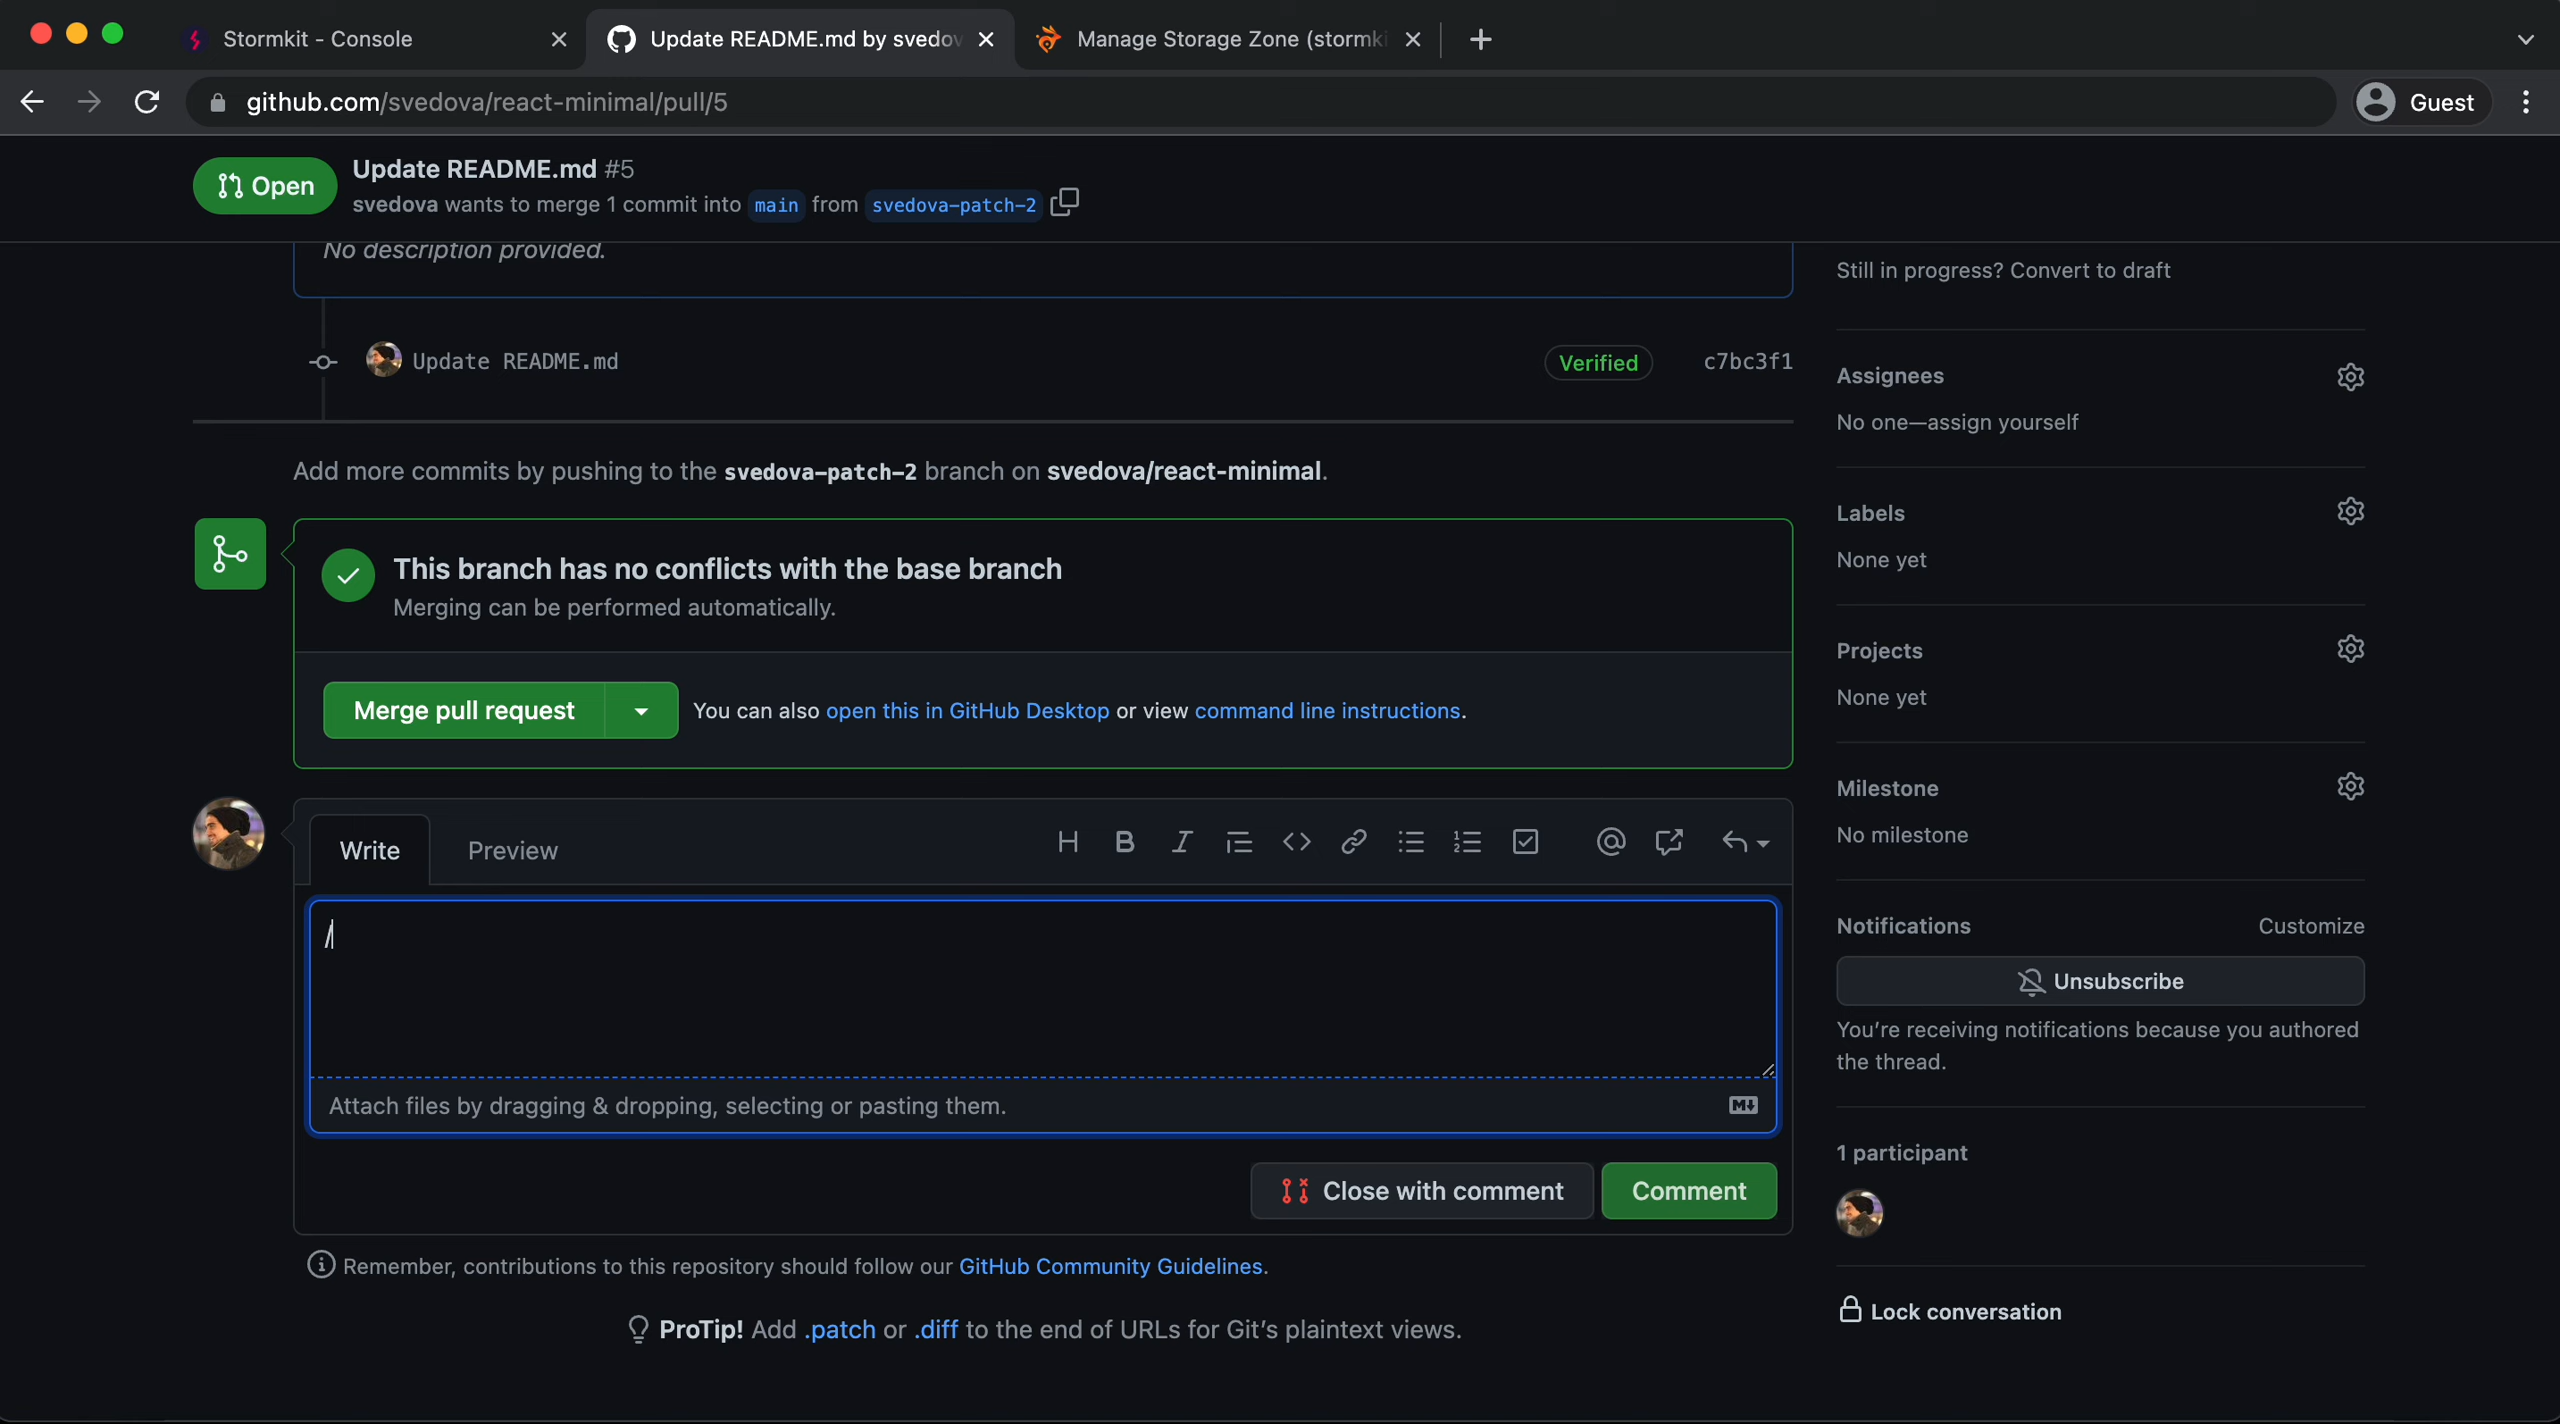 Stormkit - Console
Update README.md by svedov
Manage Storage Zone (stormki
github.com/svedova/react-minimal/pull/5
Guest
Open
Update README.md #5
svedova wants to merge 1 commit into main from svedova-patch-2
No description provided.
Still in progress? Convert to draft
Update README.md
Verified
c7bc3f1
Assignees
No one—assign yourself
Add more commits by pushing to the svedova-patch-2 branch on svedova/react-minimal.
Labels
None yet
This branch has no conflicts with the base branch
Merging can be performed automatically.
Projects
None yet
Merge pull request
You can also open this in GitHub Desktop or view command line instructions.
Milestone
No milestone
Write
Preview
/
Attach files by dragging & dropping, selecting or pasting them.
Notifications
Customize
Unsubscribe
You're receiving notifications because you authored
the thread.
Close with comment
Comment
1 participant
Remember, contributions to this repository should follow our GitHub Community Guidelines.
Lock conversation
ProTip! Add .patch or .diff to the end of URLs for Git's plaintext views.